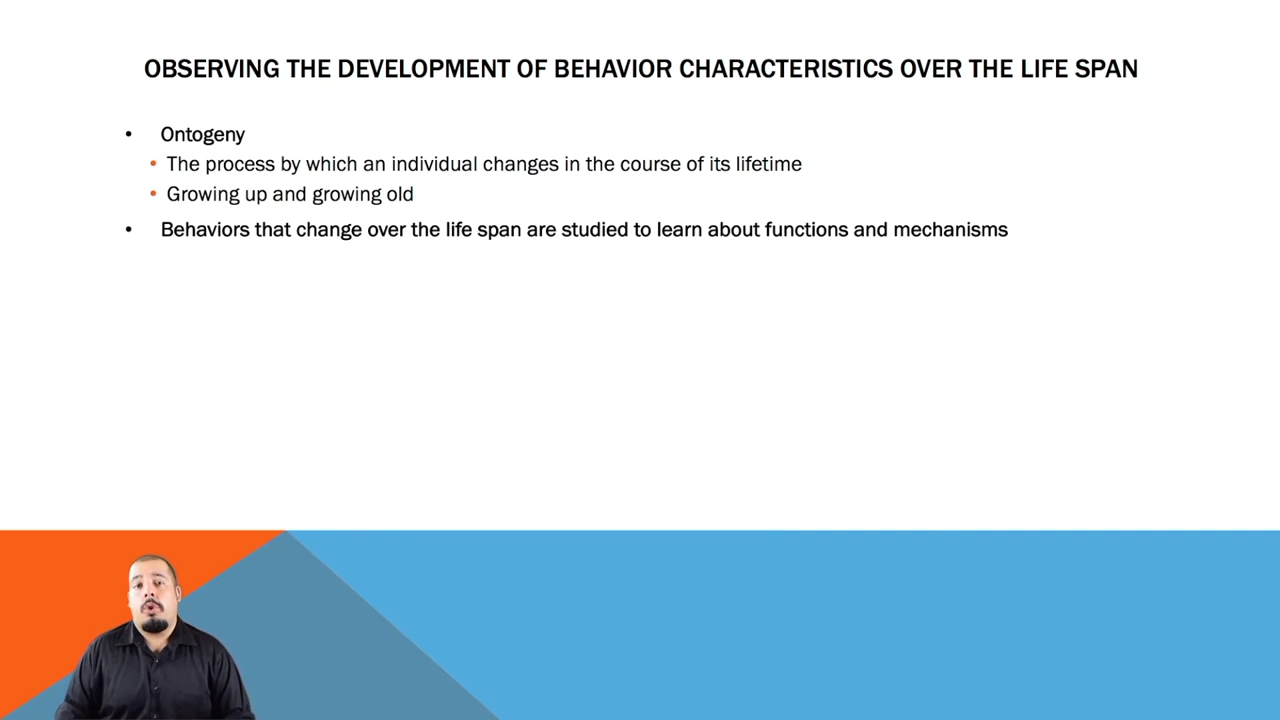 OBSERVING THE DEVELOPMENT OF BEHAVIOR CHARACTERISTICS OVER THE LIFE SPAN
• Ontogeny
• The process by which an individual changes in the course of its lifetime
• Growing up and growing old
• Behaviors that change over the life span are studied to learn about functions and mechanisms